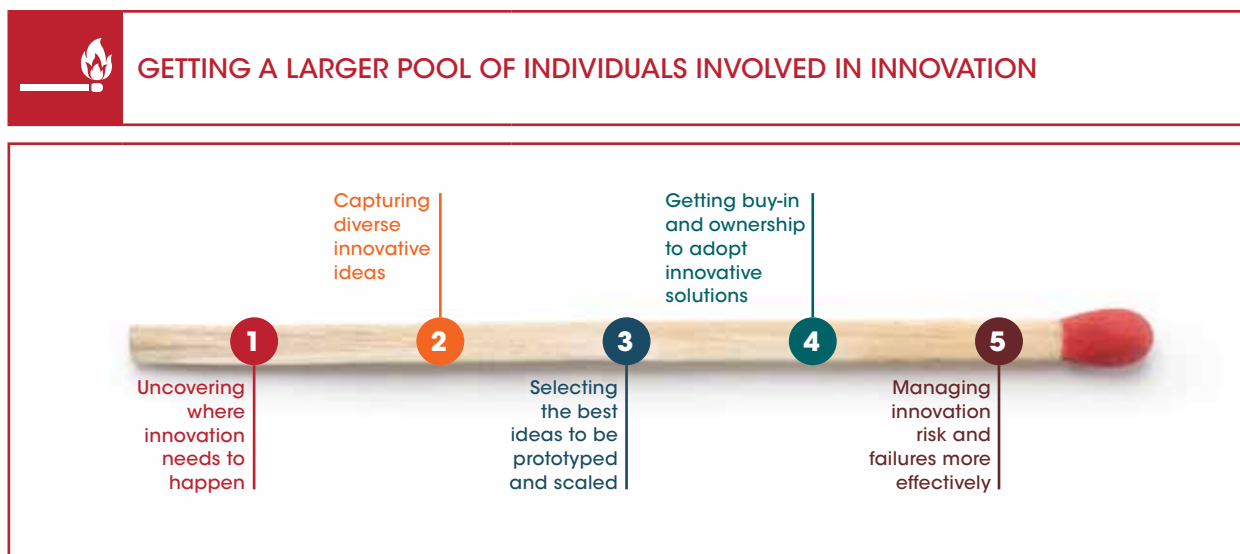 GETTING A LARGER POOL OF INDIVIDUALS INVOLVED IN INNOVATION
1
Uncovering
where
innovation
needs to
happen
2
Capturing
diverse
innovative
ideas
3
Selecting
the best
ideas to be
prototyped
and scaled
4
Getting buy-in
and ownership
to adopt
innovative
solutions
5
Managing
innovation
risk and
failures more
effectively